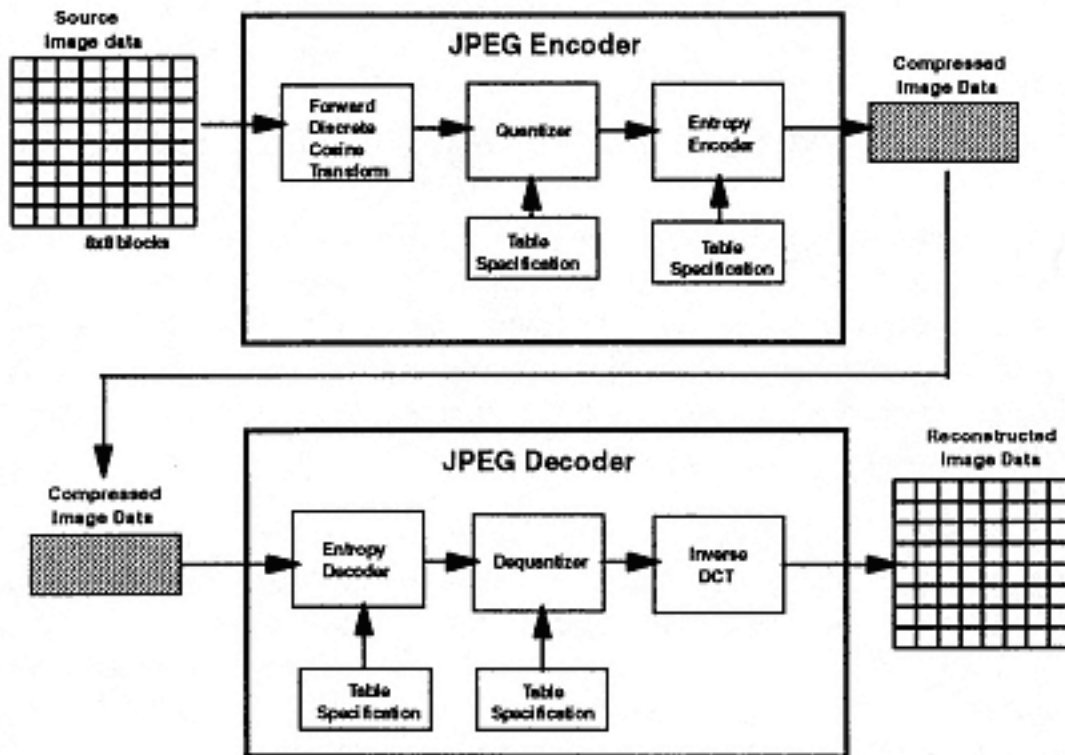 Source
Image data
8x8 blocks
JPEG Encoder
Forward
Discrete
Cosine
Transform
Quantizer
Entropy
Encoder
Table
Specification
Table
Specification
Compressed
Image Data
JPEG Decoder
Compressed
Image Data
Entropy
Decoder
Dequantizer
Inverse
DCT
Table
Specification
Table
Specification
Reconstructed
Image Data